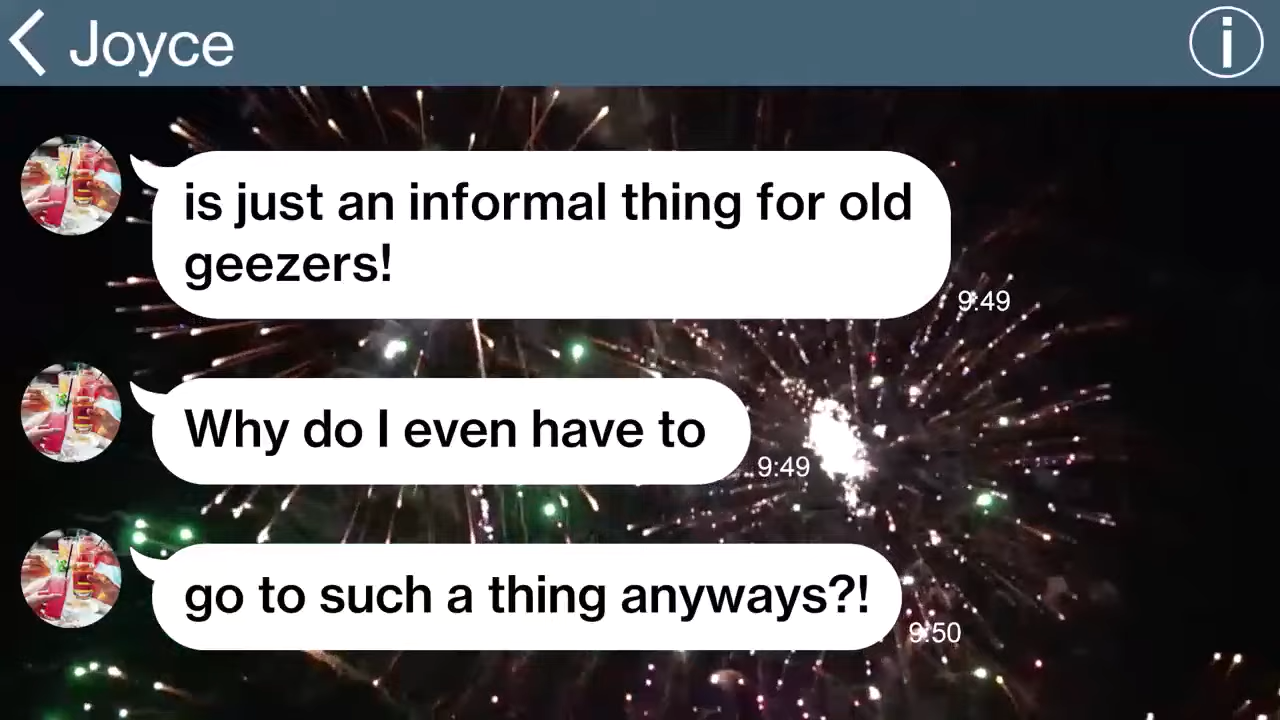 Joyce
is just an informal thing for old
geezers!
9:49
Why do I even have to
9:49
go to such a thing anyways?!
9:50